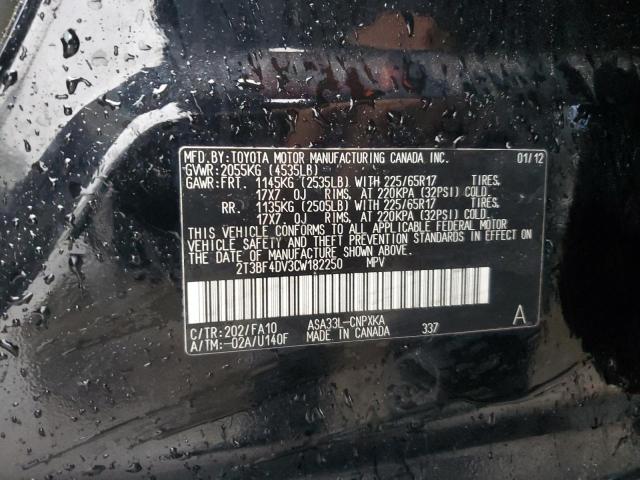 MFD. BY: TOYOTA MOTOR MANUFACTURING CANADA INC. 01/12
GVWR: 2055KG (4535LB)
GAWR: FRT. 1145KG (2535LB) WITH 225/65R17 TIRES,
17X7 0J RIMS, AT 220KPA (32PSI) COLD.
RR. 1135KG (2505LB) WITH 225/65R17 TIRES,
17X7 0J RIMS, AT 220KPA (32PSI) COLD.
THIS VEHICLE CONFORMS TO ALL APPLICABLE FEDERAL MOTOR
VEHICLE SAFETY AND THEFT PREVENTION STANDARDS IN EFFECT ON
THE DATE OF MANUFACTURE SHOWN ABOVE.
2T3BF4DV3CW182250 MPV
C/TR: 202/FA10 ASA33L-CNPXKA
A/TM: -02A/U140F MADE IN CANADA 337 A